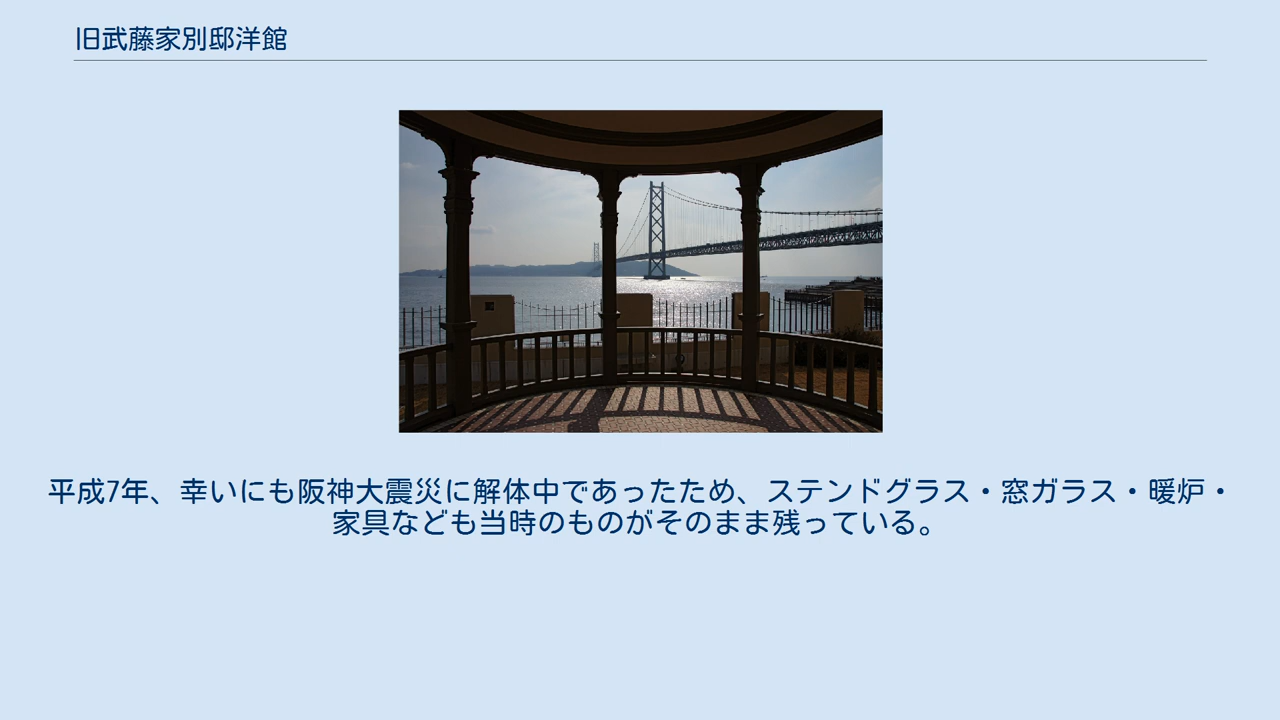 旧武藤家別邸洋館
平成7年、幸いにも阪神大震災に解体中であったため、ステンドグラス・窓ガラス・暖炉・
家具なども当時のものがそのまま残っている。